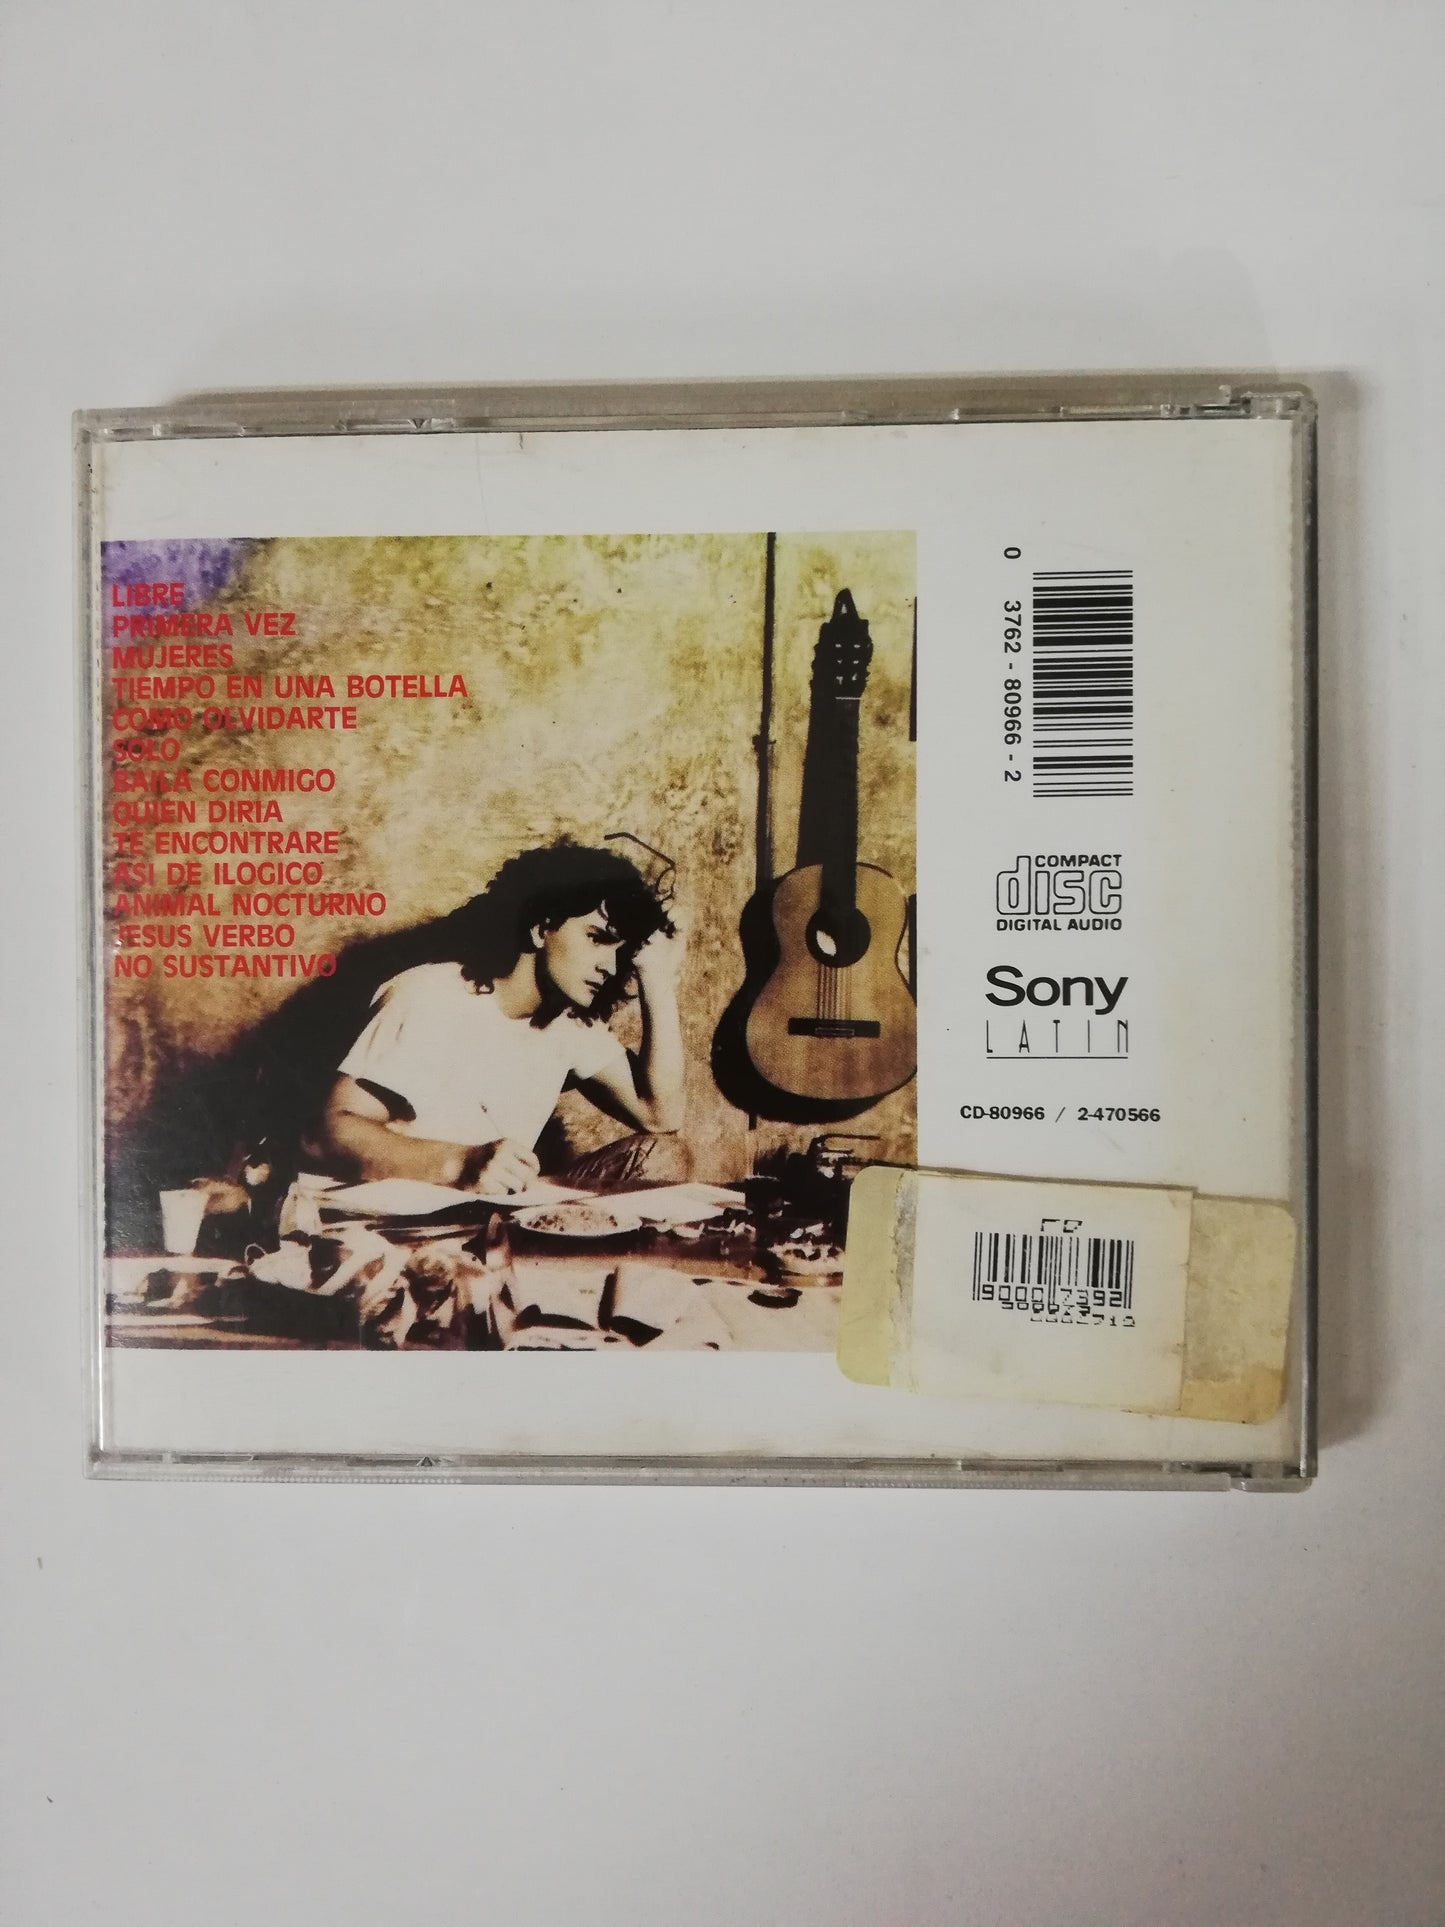 LIBRE
PRIMERA VEZ
MUJERES
TIEMPO EN UNA BOTELLA
COMO OLVIDARTE
SOLO
BAILA CONMIGO
QUIEN DIRIA
TE ENCONTRARE
ASI DE ILOGICO
ANIMAL NOCTURNO
JESUS VERBO
NO SUSTANTIVO
0 3762 - 80966 - 2
COMPACT
disc
DIGITAL AUDIO
Sony
LATIN
CD-80966 / 2-470566
90007392